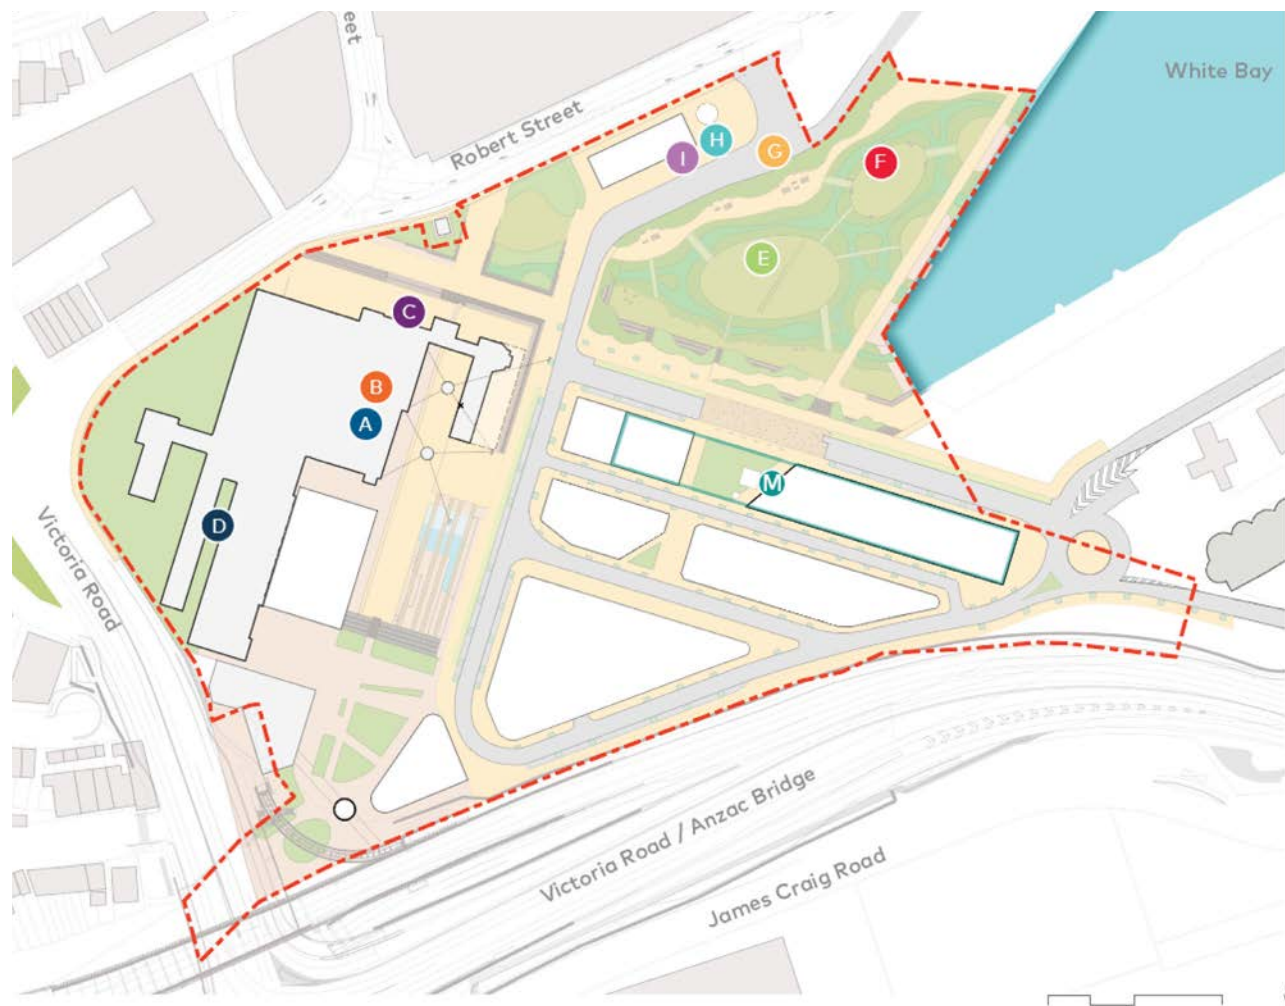 eet
White Bay
Robert Street
H
I
G
F
E
C
B
A
M
D
Victoria Road
Victoria Road / Anzac Bridge
James Craig Road